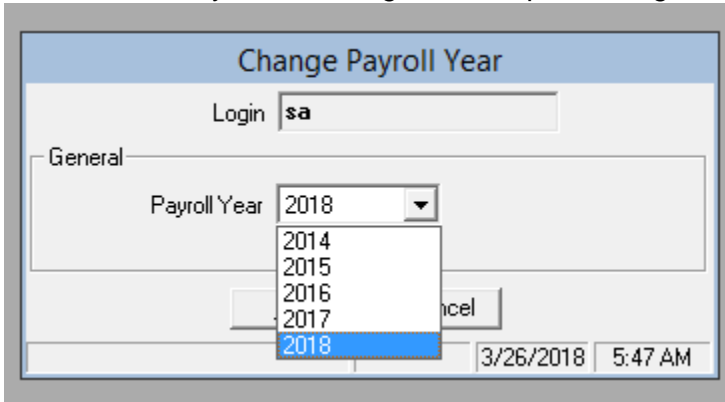 Change Payroll Year
Login sa
General
Payroll Year 2018
2014
2015
2016
2017
2018
3/26/2018 5:47 AM